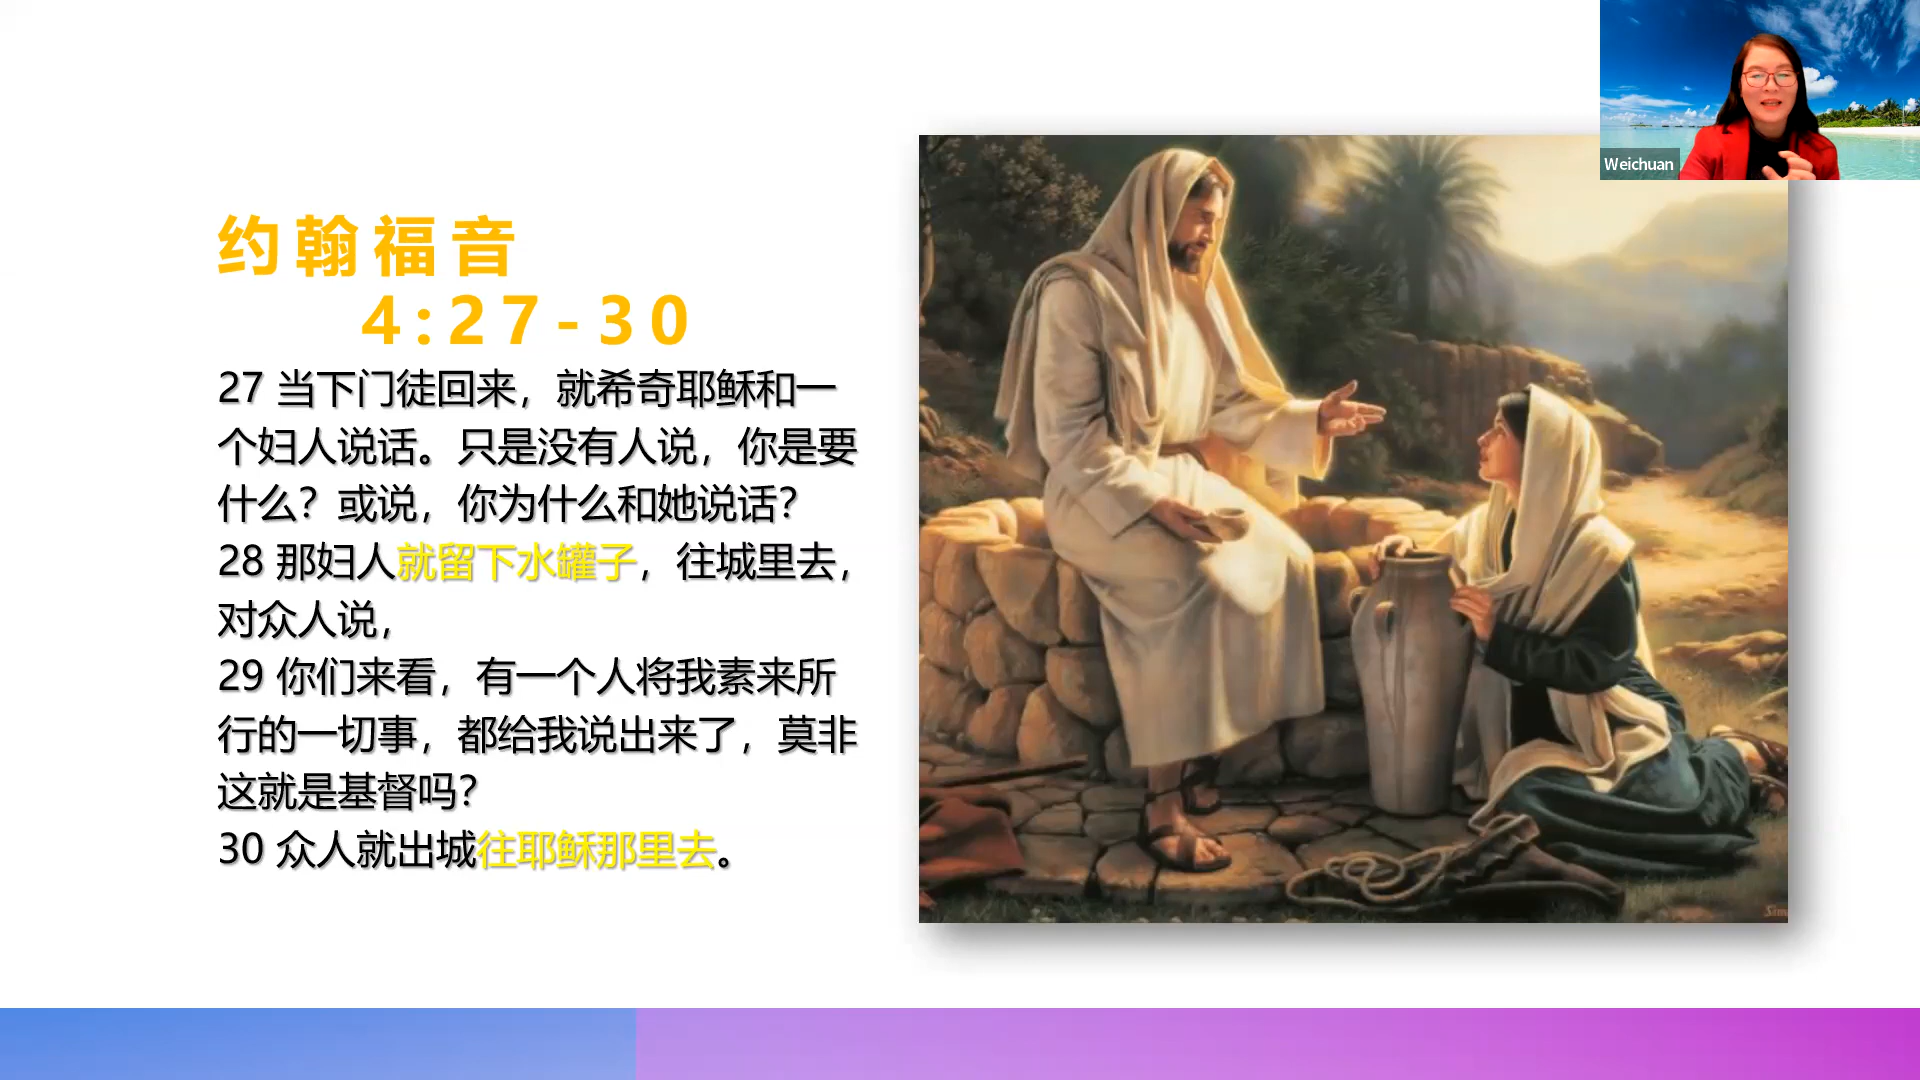 Weichuan
约翰福音
4:27-30
27 当下门徒回来，就希奇耶稣和一
个妇人说话。只是没有人说，你是要
什么？或说，你为什么和她说话？
28 那妇人就留下水罐子，往城里去，
对众人说，
29 你们来看，有一个人将我素来所
行的一切事，都给我说出来了，莫非
这就是基督吗？
30 众人就出城往耶稣那里去。